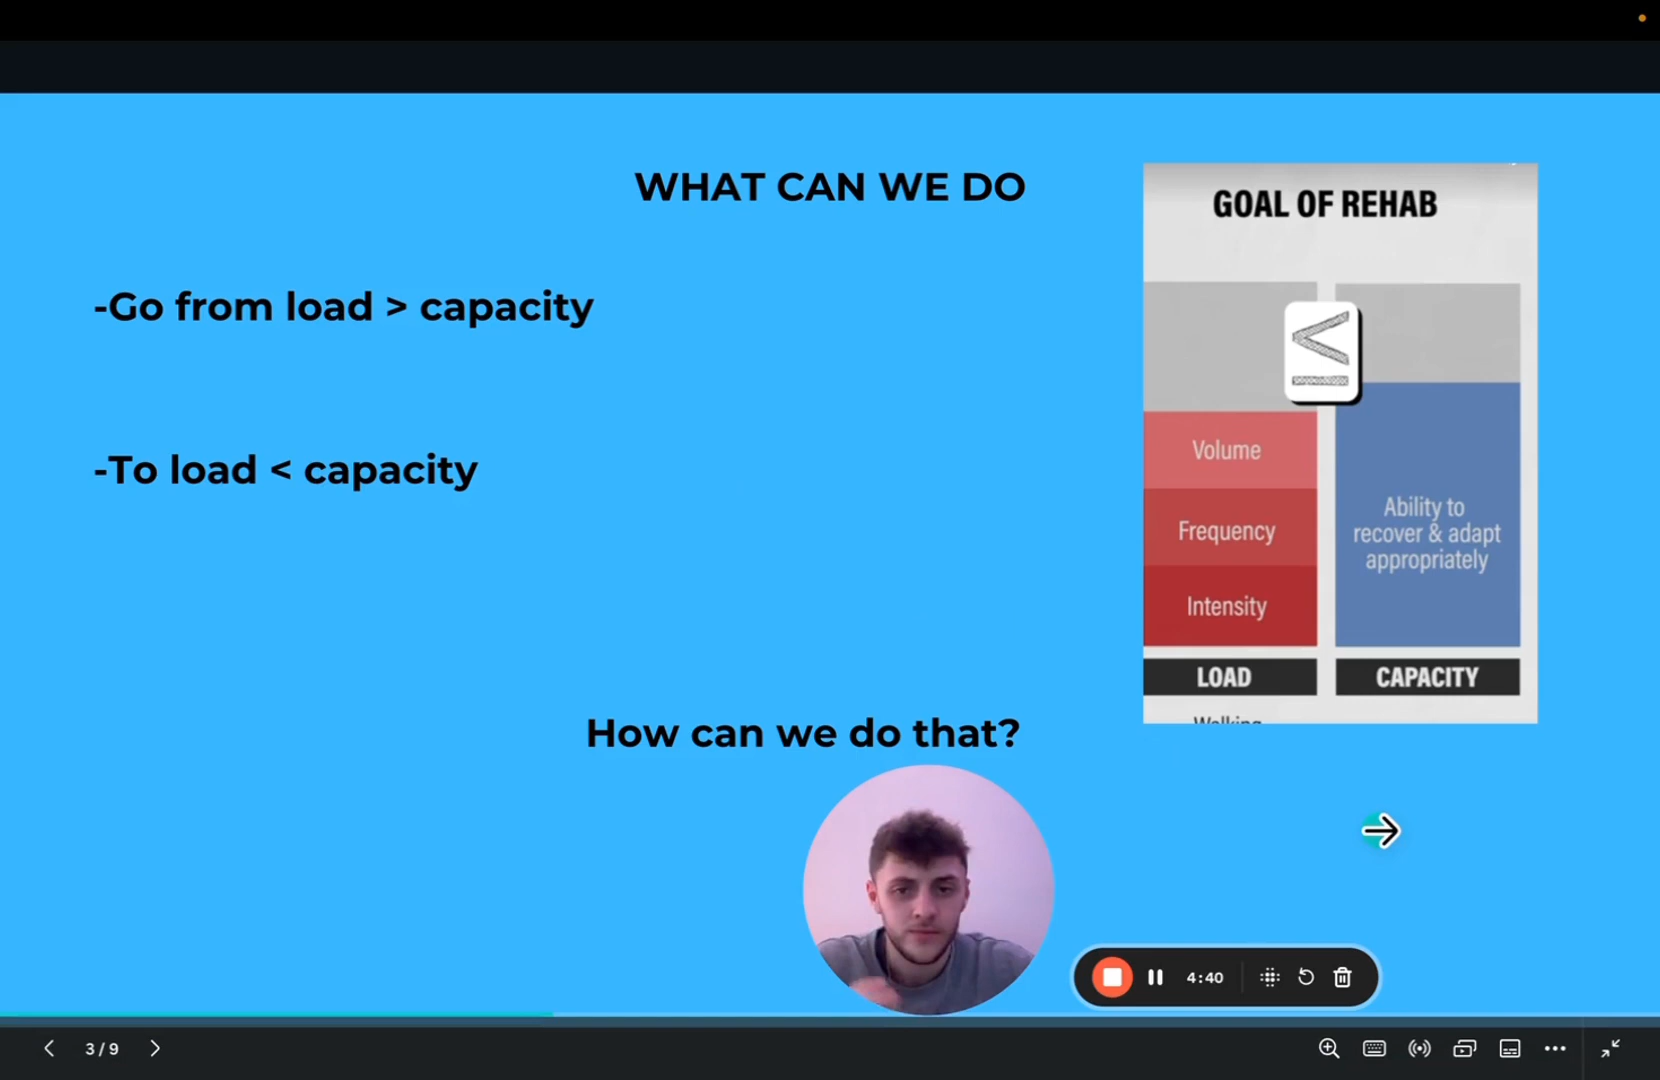 WHAT CAN WE DO
-Go from load > capacity
-To load < capacity
How can we do that?
GOAL OF REHAB
≤
Volume
Frequency
Intensity
LOAD
Ability to
recover & adapt
appropriately
CAPACITY
Walking
4:40
3 / 9